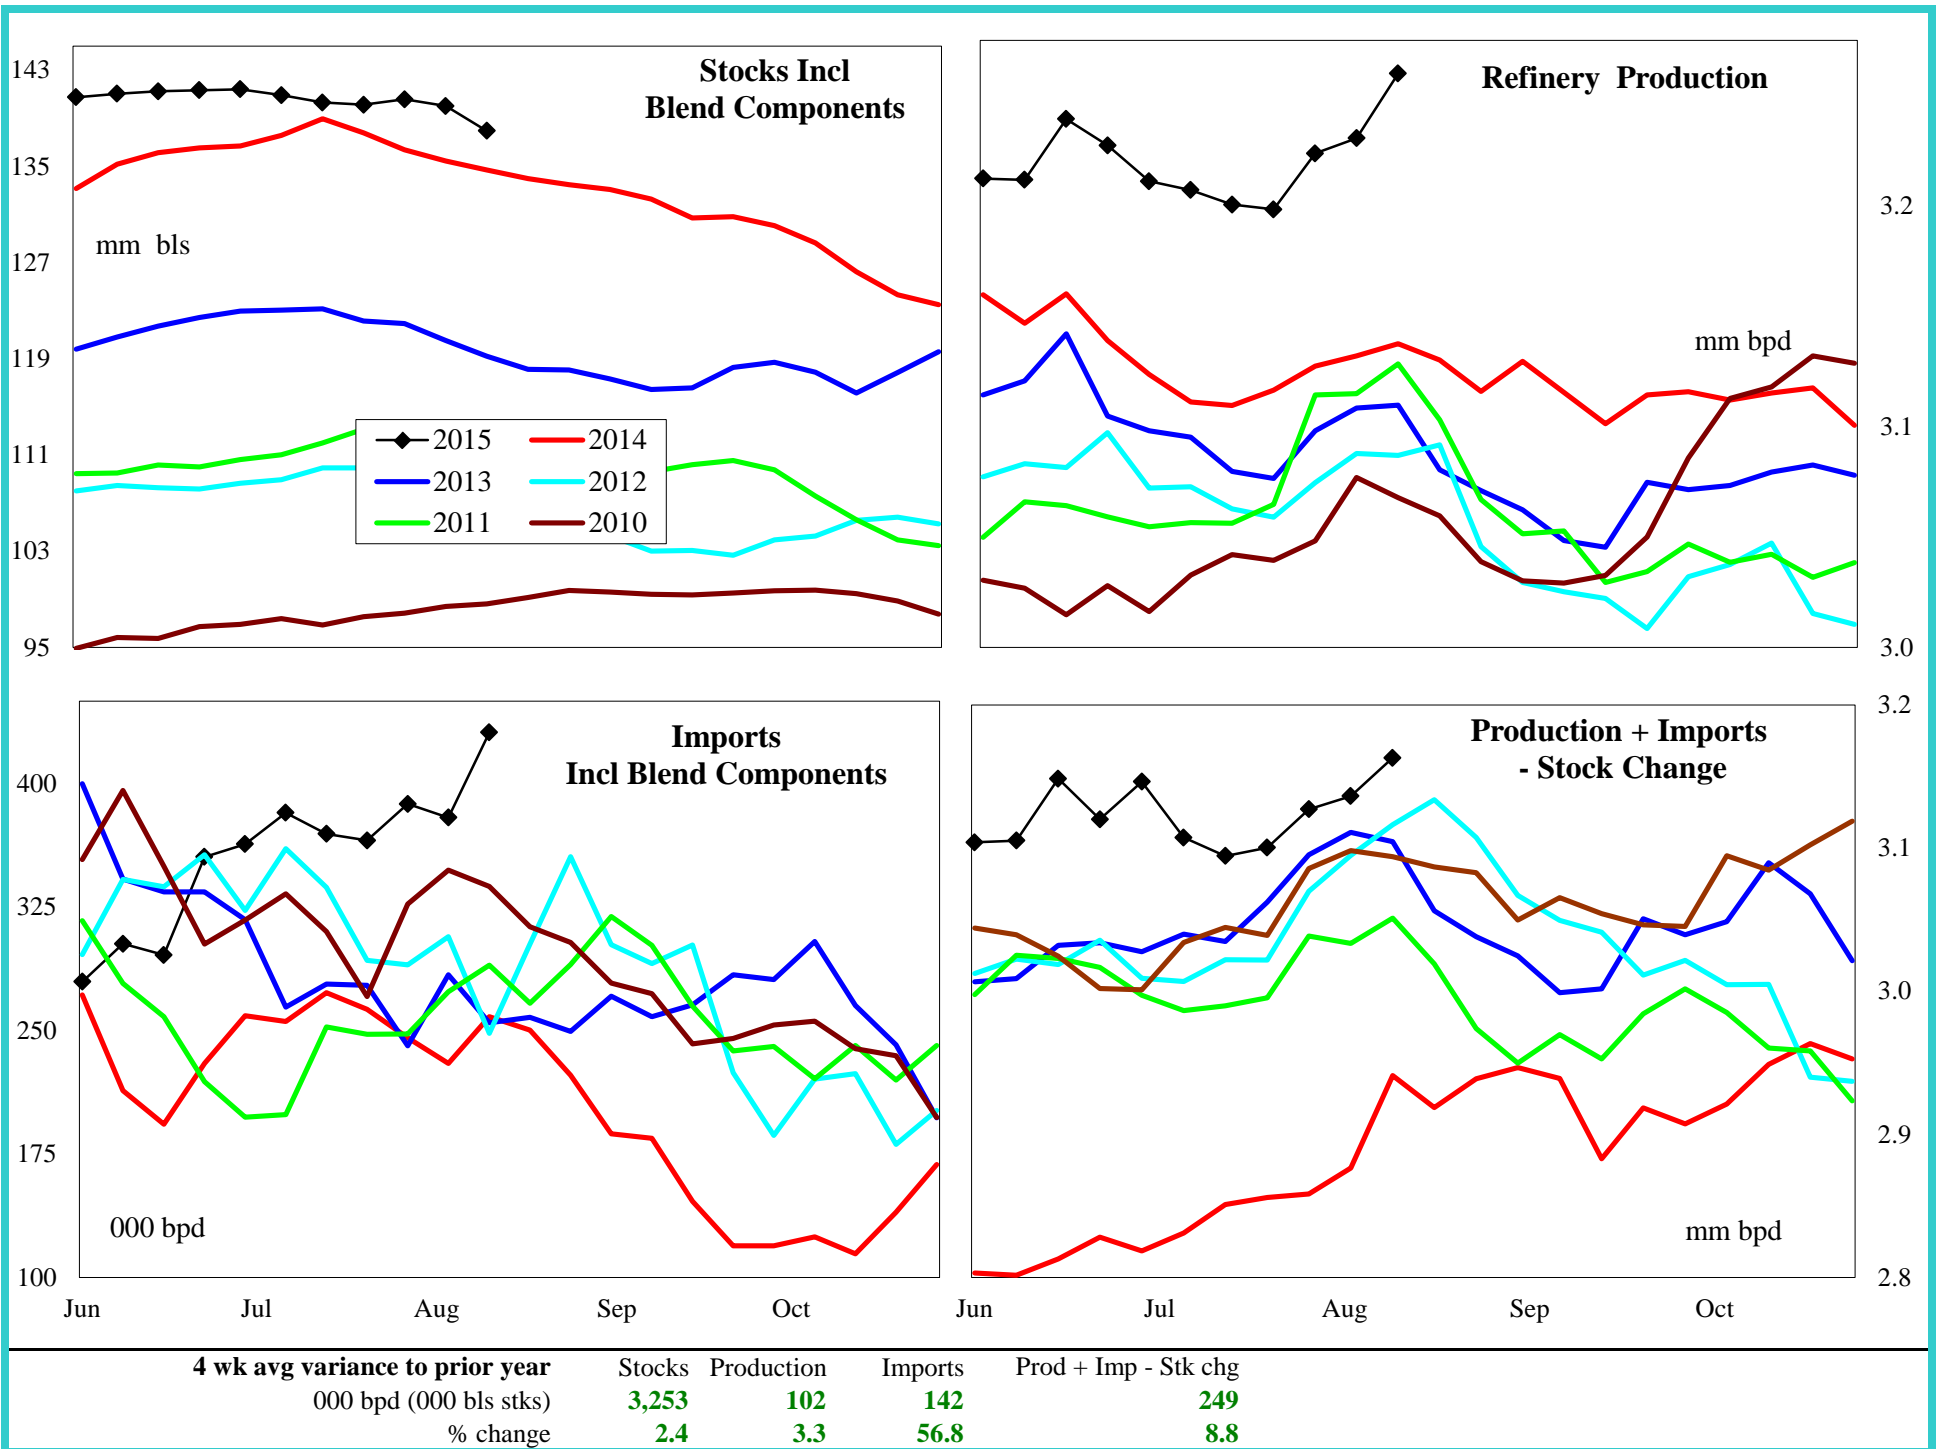 Stocks Incl
Blend Components
143
135
127
119
111
103
95
mm bls
2015 2014
2013 2012
2011 2010
Refinery Production
mm bpd
3.2
3.1
3.0
Imports
Incl Blend Components
400
325
250
175
100
000 bpd
Jun Jul Aug Sep Oct
Production + Imports
- Stock Change
3.2
3.1
3.0
2.9
2.8
mm bpd
Jun Jul Aug Sep Oct
4 wk avg variance to prior year Stocks Production Imports Prod + Imp - Stk chg
000 bpd (000 bls stks) 3,253 102 142 249
% change 2.4 3.3 56.8 8.8